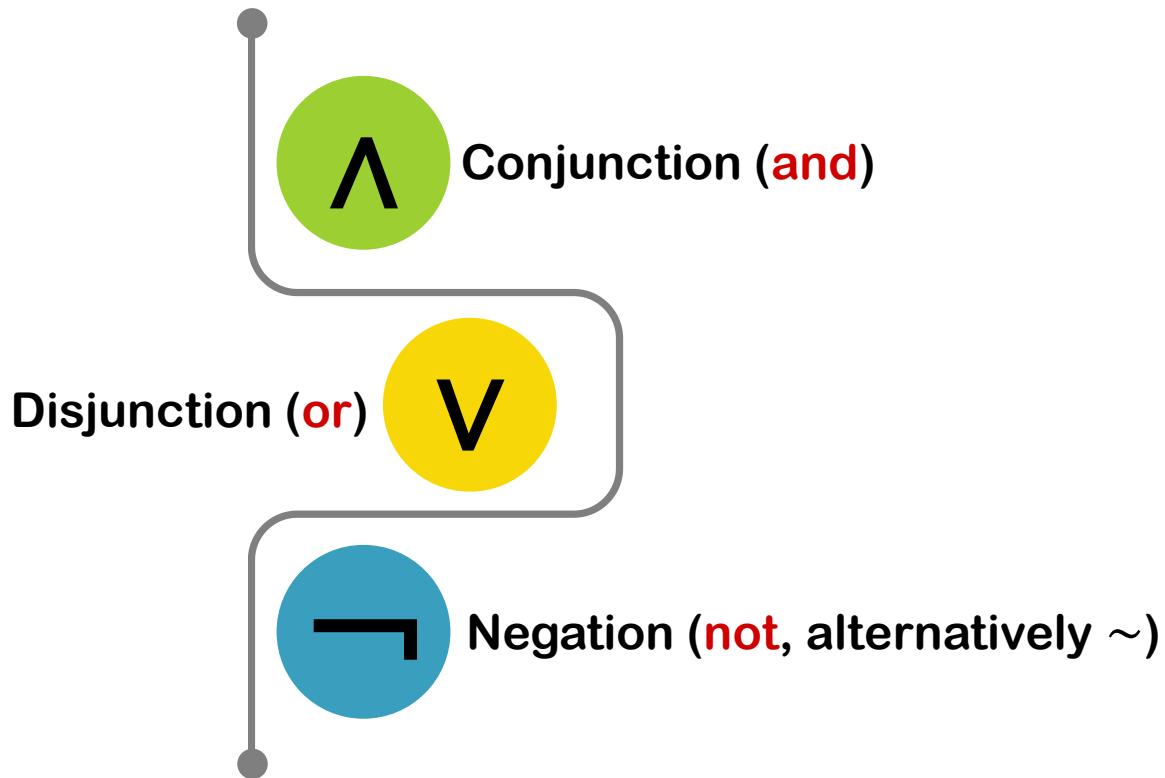 ∧ Conjunction (and)
Disjunction (or) ∨
¬ Negation (not, alternatively ~)